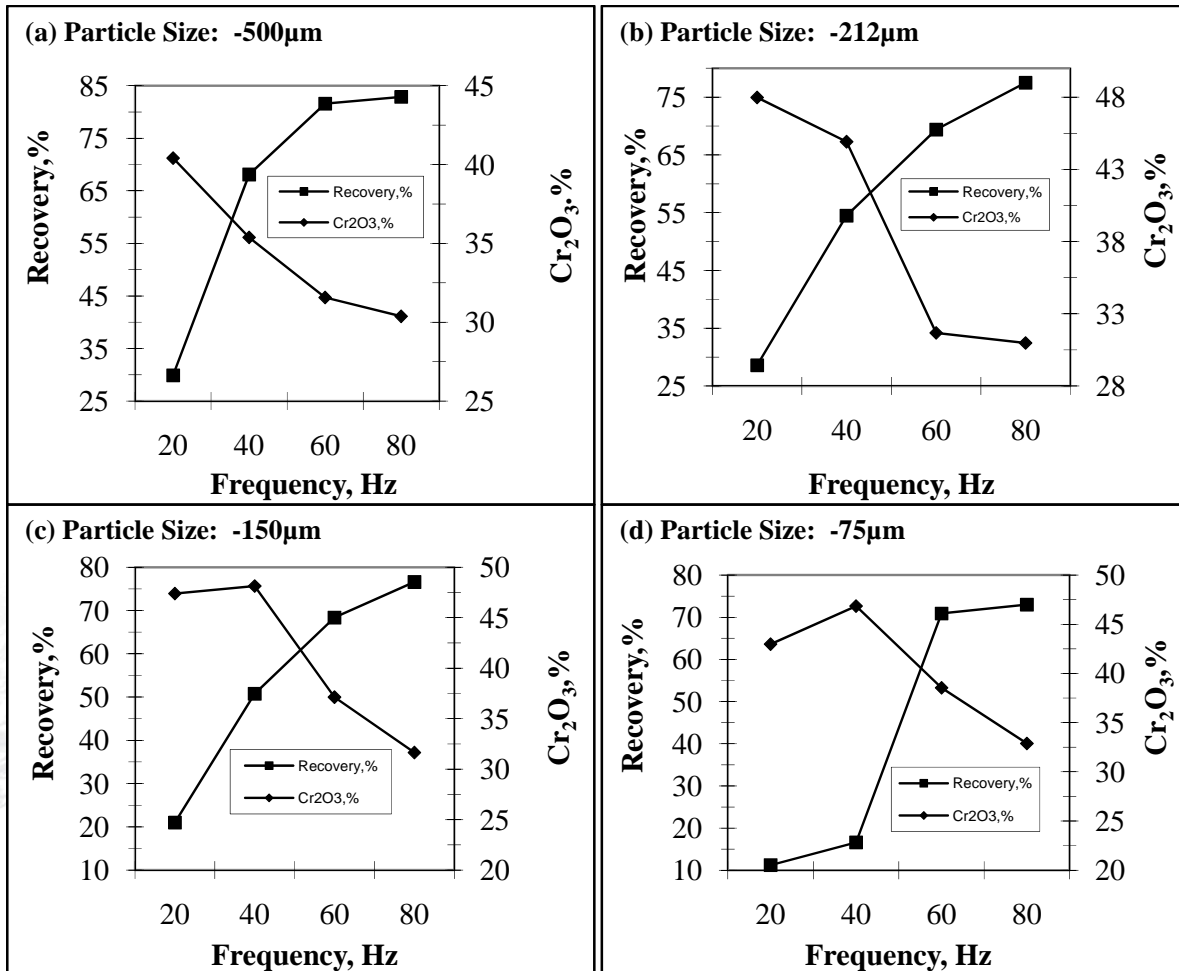 (a) Particle Size: -500µm
85
75
65
55
45
35
25
Recovery,%
45
40
35
30
25
Cr₂O₃.%
Recovery,%
Cr2O3,%
20 40 60 80
Frequency, Hz
(b) Particle Size: -212µm
75
65
55
45
35
25
Recovery,%
48
43
38
33
28
Cr₂O₃,%
Recovery,%
Cr2O3,%
20 40 60 80
Frequency, Hz
(c) Particle Size: -150µm
80
70
60
50
40
30
20
10
Recovery,%
50
45
40
35
30
25
20
Cr₂O₃,%
Recovery,%
Cr2O3,%
20 40 60 80
Frequency, Hz
(d) Particle Size: -75µm
80
70
60
50
40
30
20
10
Recovery,%
50
45
40
35
30
25
20
Cr₂O₃,%
Recovery,%
Cr2O3,%
20 40 60 80
Frequency, Hz